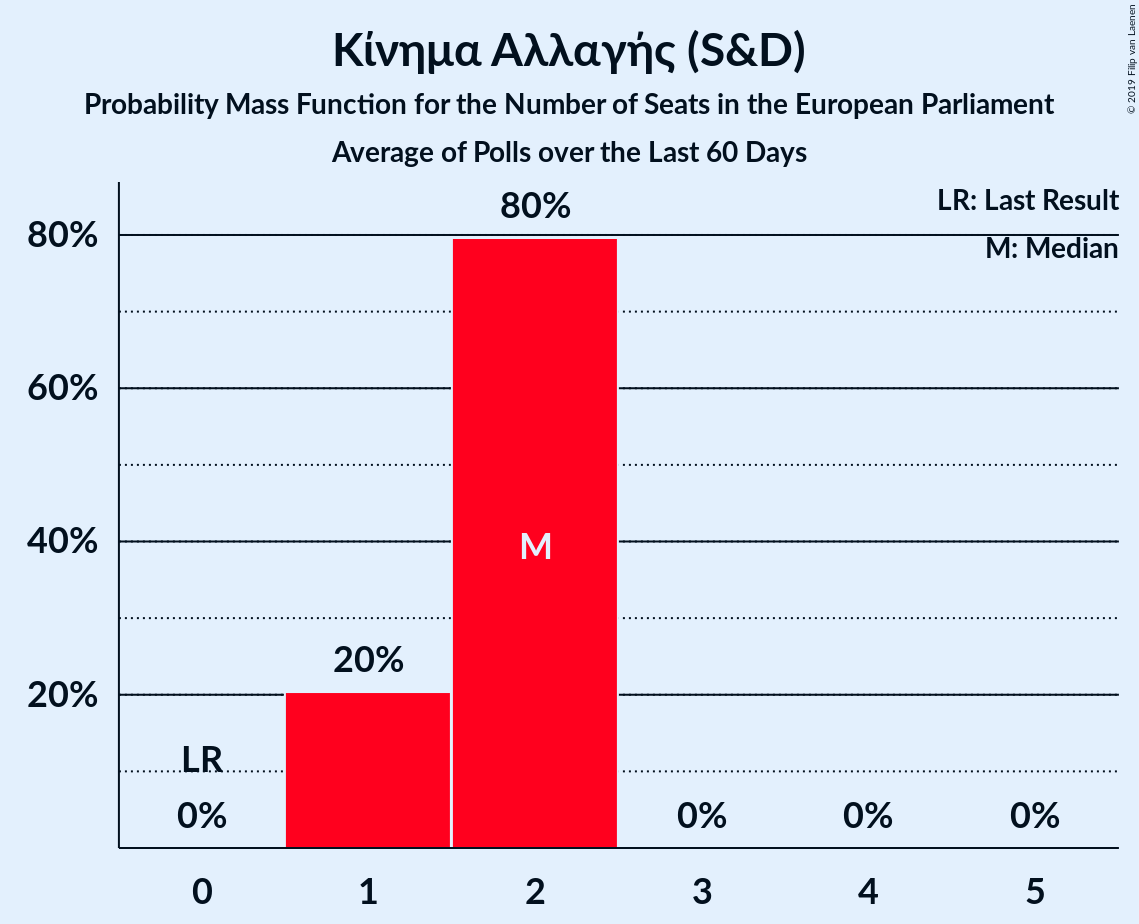 Κίνημα Αλλαγής (S&D)
Probability Mass Function for the Number of Seats in the European Parliament
Average of Polls over the Last 60 Days
© 2019 Filip van Laenen
LR: Last Result
M: Median
80%
80%
60%
40%
M
20%
20%
LR
0%
0%
0%
0%
0 1 2 3 4 5